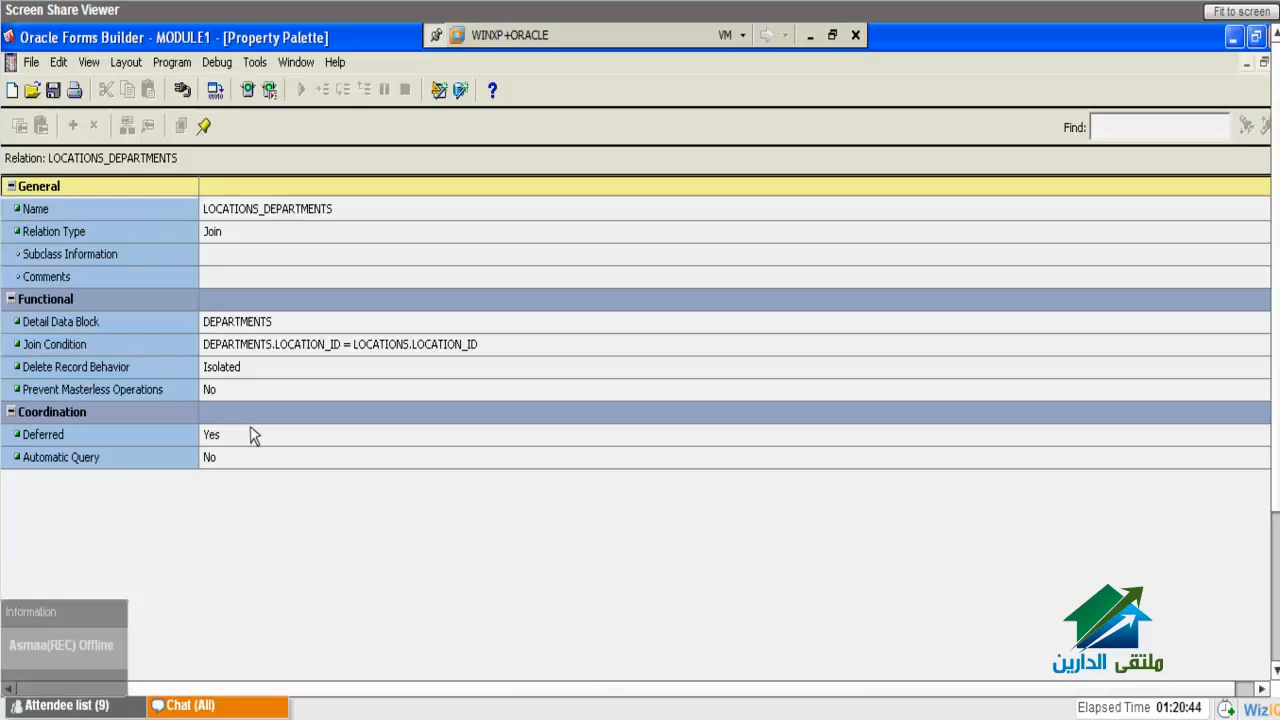 Screen Share Viewer
Fit to screen
Oracle Forms Builder - MODULE1 - [Property Palette]
WINXP+ORACLE
VM
File Edit View Layout Program Debug Tools Window Help
Find:
Relation: LOCATIONS_DEPARTMENTS
General
Name LOCATIONS_DEPARTMENTS
Relation Type Join
Subclass Information
Comments
Functional
Detail Data Block DEPARTMENTS
Join Condition DEPARTMENTS.LOCATION_ID = LOCATIONS.LOCATION_ID
Delete Record Behavior Isolated
Prevent Masterless Operations No
Coordination
Deferred Yes
Automatic Query No
Information
Asmaa(REC) Offline
ملتقى الدارين
Attendee list (9)
Chat (All)
Elapsed Time 01:20:44
WizIQ